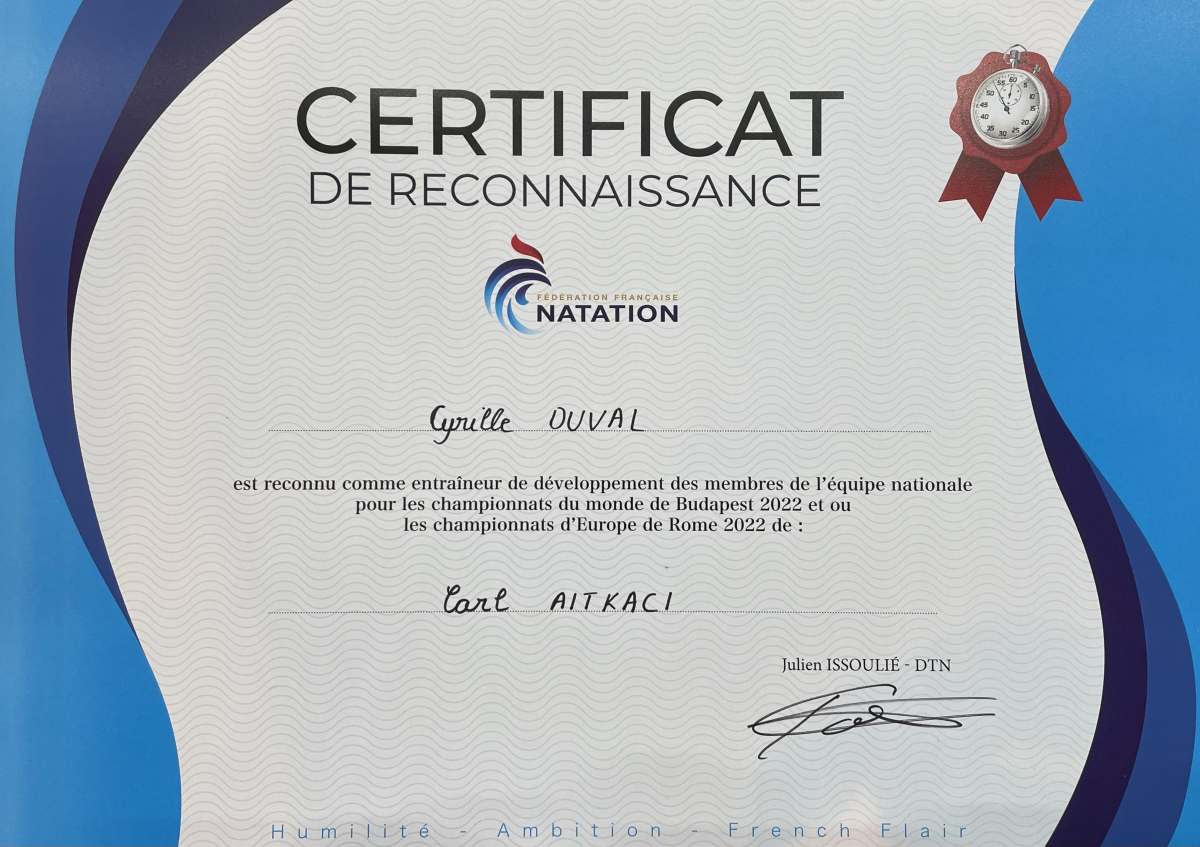 CERTIFICAT
DE RECONNAISSANCE
FÉDÉRATION FRANÇAISE
NATATION
Cyrille DUVAL
est reconnu comme entraîneur de développement des membres de l'équipe nationale
pour les championnats du monde de Budapest 2022 et ou
les championnats d'Europe de Rome 2022 de :
Carl AITKACI
Julien ISSOULIÉ - DTN
Humilité - Ambition - French Flair